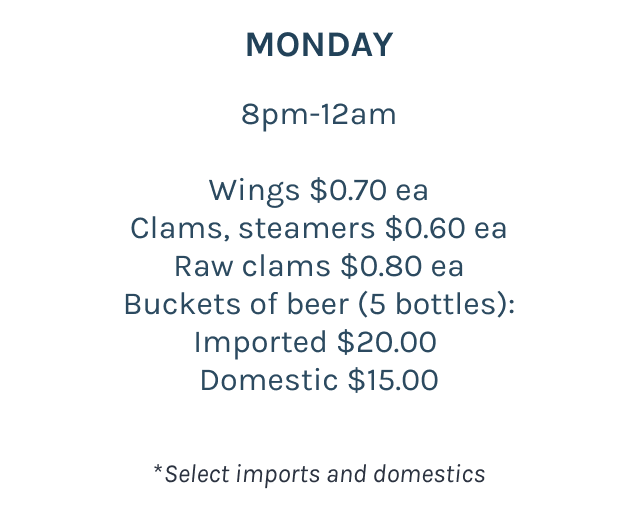 MONDAY
8pm-12am
Wings $0.70 ea
Clams, steamers $0.60 ea
Raw clams $0.80 ea
Buckets of beer (5 bottles):
Imported $20.00
Domestic $15.00
*Select imports and domestics